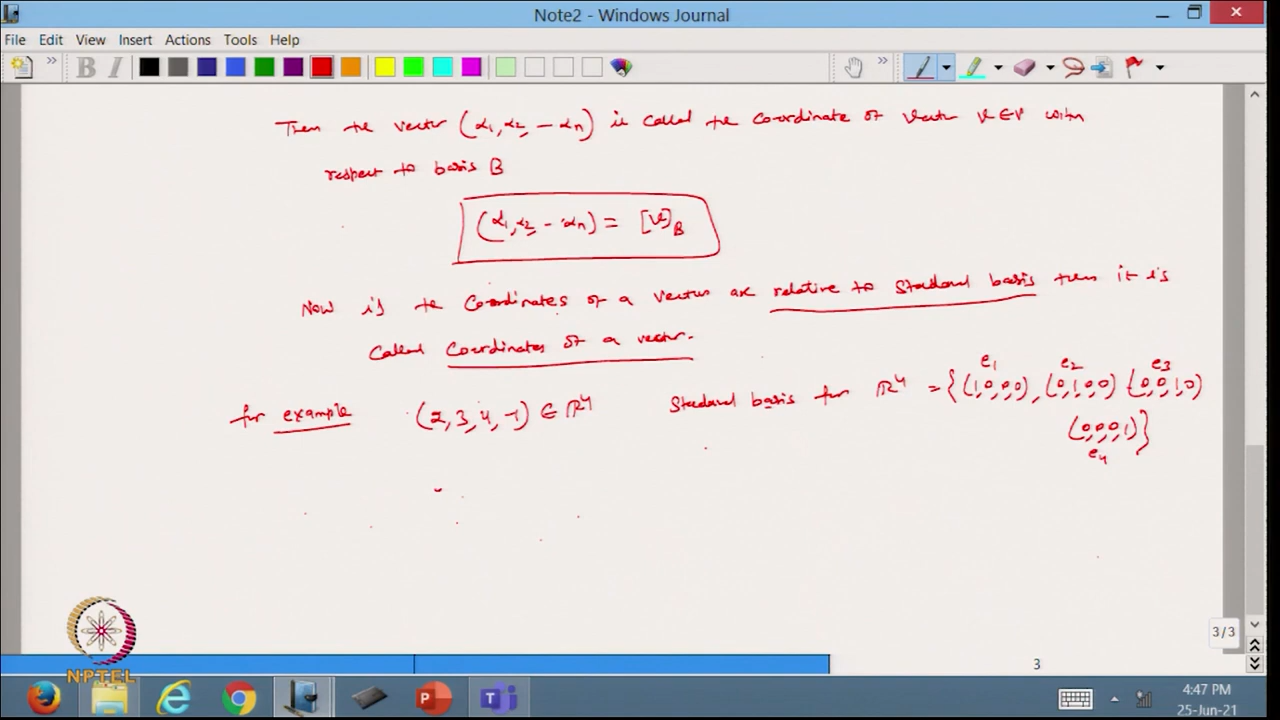 Note2 - Windows Journal
File Edit View Insert Actions Tools Help
Then the vector (α1, α2, - αn) is called the coordinate of vector v∈V with
respect to basis B
(α1, α2, - αn) = [v]B
Now if the coordinates of a vector are relative to standard basis then it is
called coordinates of a vector.
for example (2, 3, 4, -1) ∈ ℝ4 Standard basis for ℝ4 = {(1,0,0,0), (0,1,0,0) (0,0,1,0)
e1 e2 e3
(0,0,0,1)}
e4
3/3
3
NPTEL
4:47 PM
25-Jun-21